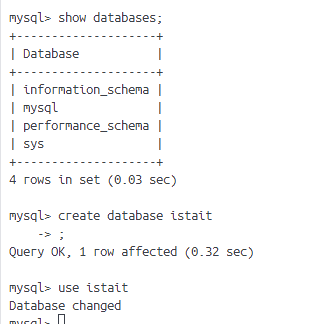 mysql> show databases;
+--------------------+
| Database           |
+--------------------+
| information_schema |
| mysql              |
| performance_schema |
| sys                |
+--------------------+
4 rows in set (0.03 sec)

mysql> create database istait
    -> ;
Query OK, 1 row affected (0.32 sec)

mysql> use istait
Database changed
mysql>